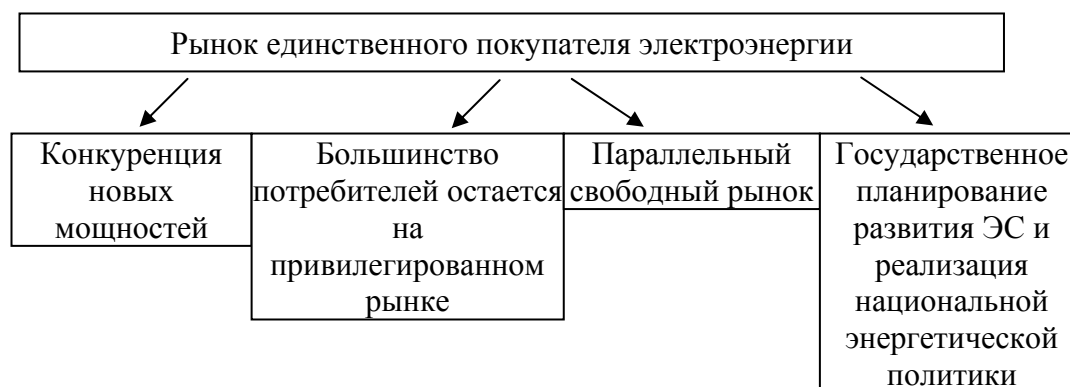 Рынок единственного покупателя электроэнергии
Конкуренция
новых
мощностей
Большинство
потребителей остается
на
привилегированном
рынке
Параллельный
свободный рынок
Государственное
планирование
развития ЭС и
реализация
национальной
энергетической
политики